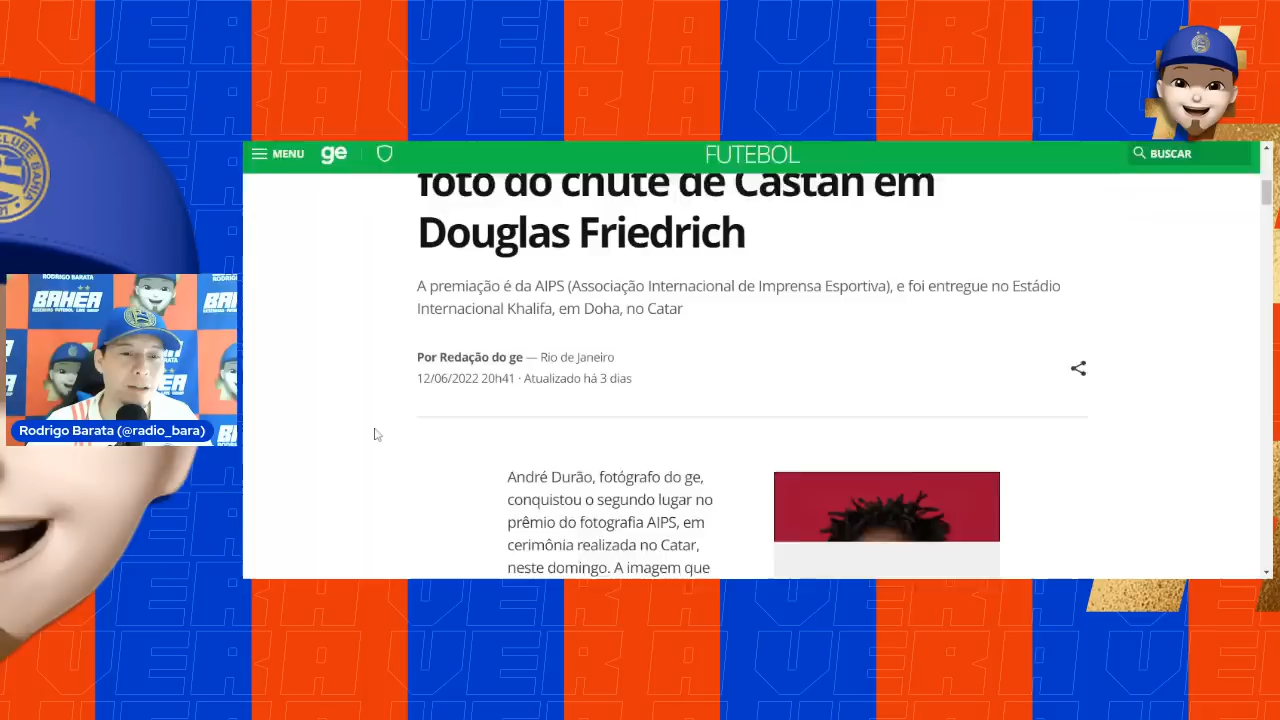 MENU
ge
FUTEBOL
BUSCAR
foto do chute de Castán em
Douglas Friedrich
A premiação é da AIPS (Associação Internacional de Imprensa Esportiva), e foi entregue no Estádio
Internacional Khalifa, em Doha, no Catar
Por Redação do ge — Rio de Janeiro
12/06/2022 20h41 · Atualizado há 3 dias
André Durão, fotógrafo do ge,
conquistou o segundo lugar no
prêmio do fotografia AIPS, em
cerimônia realizada no Catar,
neste domingo. A imagem que
RODRIGO BARATA
BAHEA
Rodrigo Barata (@radio_bara)